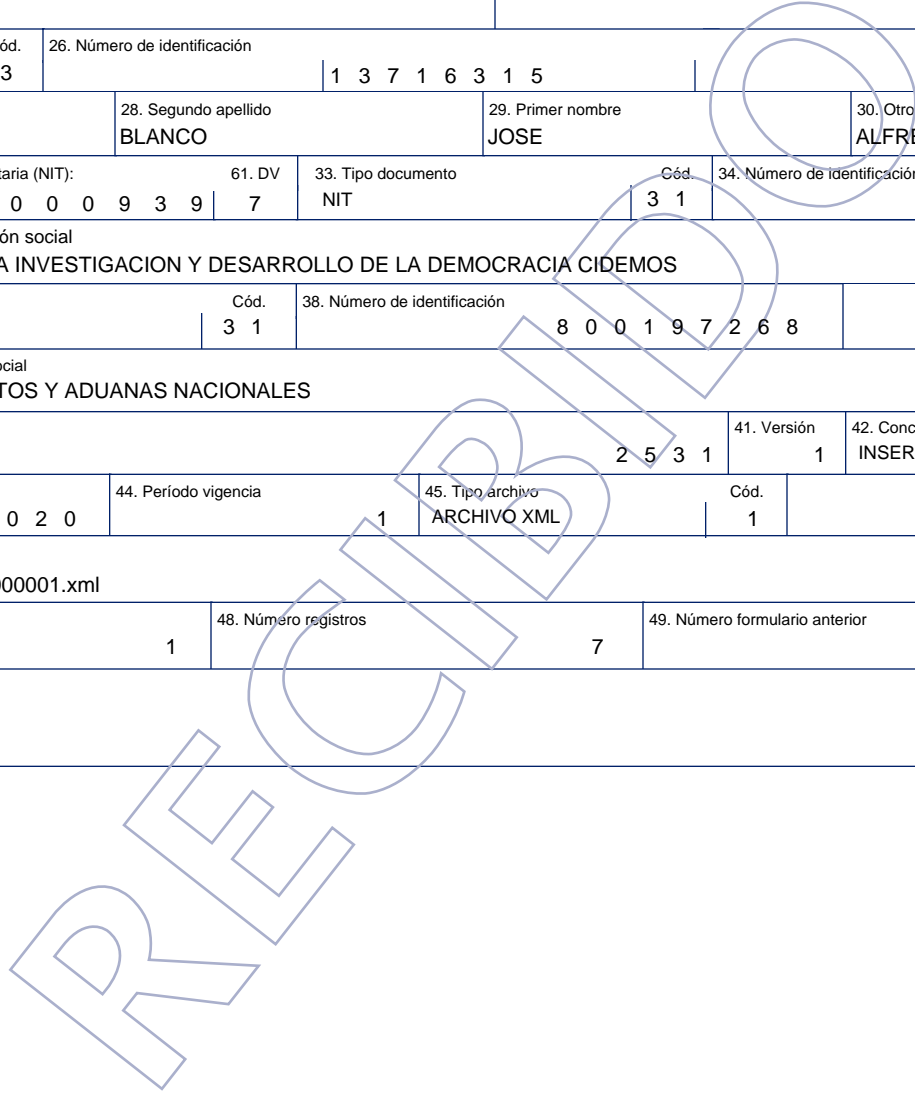 ód. 26. Número de identificación
3 1 3 7 1 6 3 1 5
28. Segundo apellido 29. Primer nombre 30. Otro
BLANCO JOSE ALFRE
taria (NIT): 61. DV 33. Tipo documento Cód. 34. Número de identificación
0 0 0 9 3 9 7 NIT 3 1
ón social
A INVESTIGACION Y DESARROLLO DE LA DEMOCRACIA CIDEMOS
Cód. 38. Número de identificación
3 1 8 0 0 1 9 7 2 6 8
ocial
TOS Y ADUANAS NACIONALES
41. Versión 42. Conc
2 5 3 1 1 INSER
44. Período vigencia 45. Tipo archivo Cód.
0 2 0 1 ARCHIVO XML 1
000001.xml
48. Número registros 49. Número formulario anterior
1 7
RECIBIDO